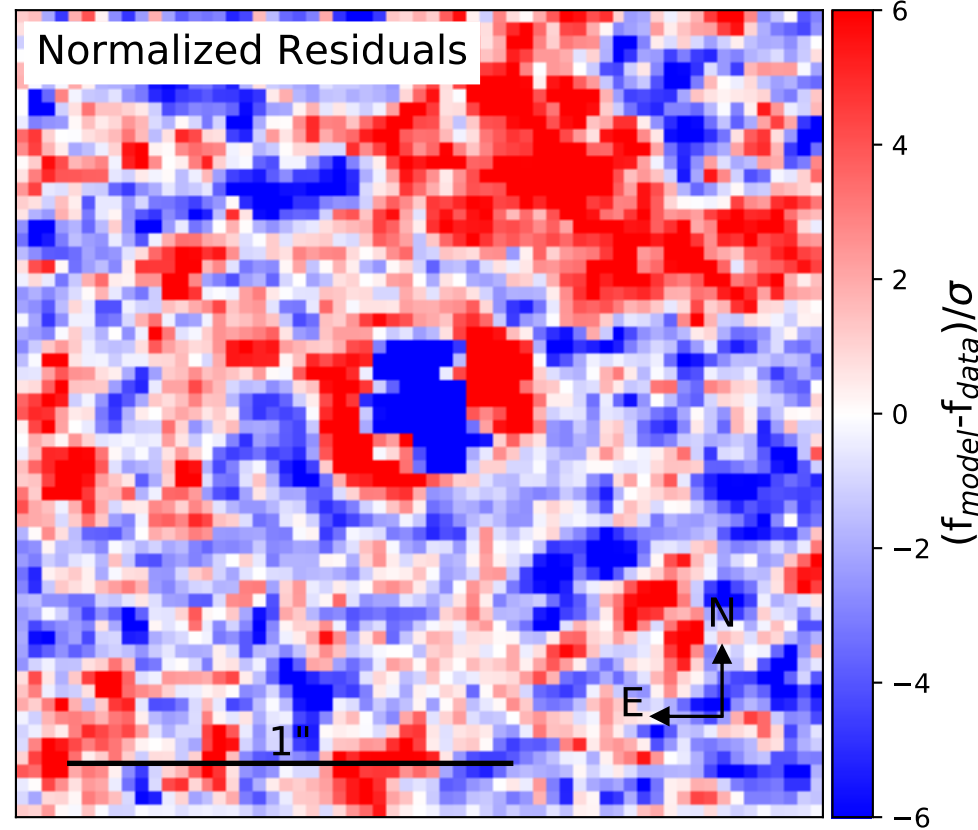 Normalized Residuals
6
4
2
0
−2
−4
−6
(f_model-f_data)/σ
N
E
1"